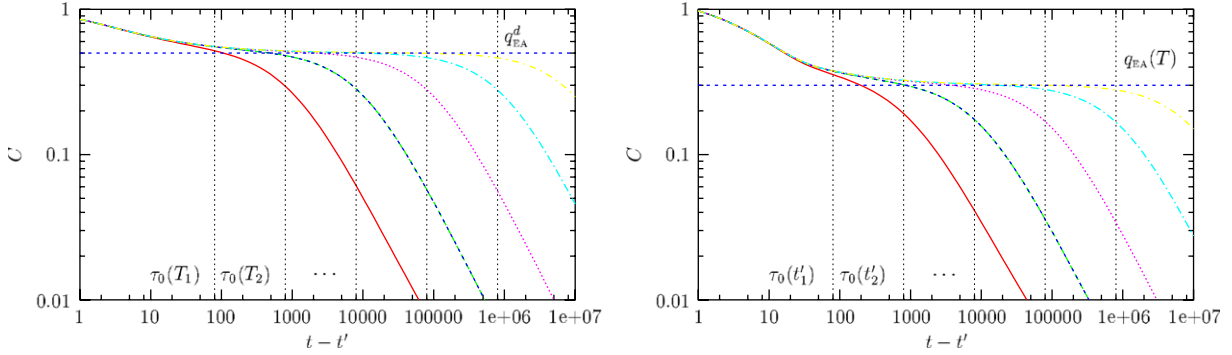 1
0.1
0.01
C
q_EA^d
τ₀(T₁) τ₀(T₂) ...
1 10 100 1000 10000 100000 1e+06 1e+07
t − t′
1
0.1
0.01
C
q_EA(T)
τ₀(t′₁) τ₀(t′₂) ...
1 10 100 1000 10000 100000 1e+06 1e+07
t − t′